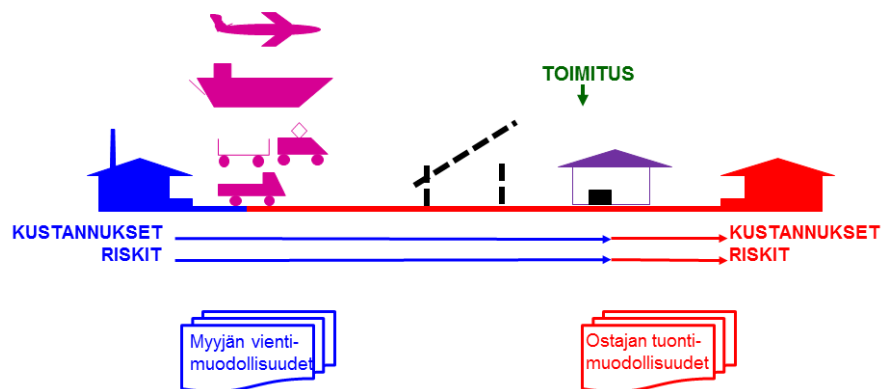 TOIMITUS
KUSTANNUKSET
RISKIT
KUSTANNUKSET
RISKIT
Myyjän vienti-
muodollisuudet
Ostajan tuonti-
muodollisuudet